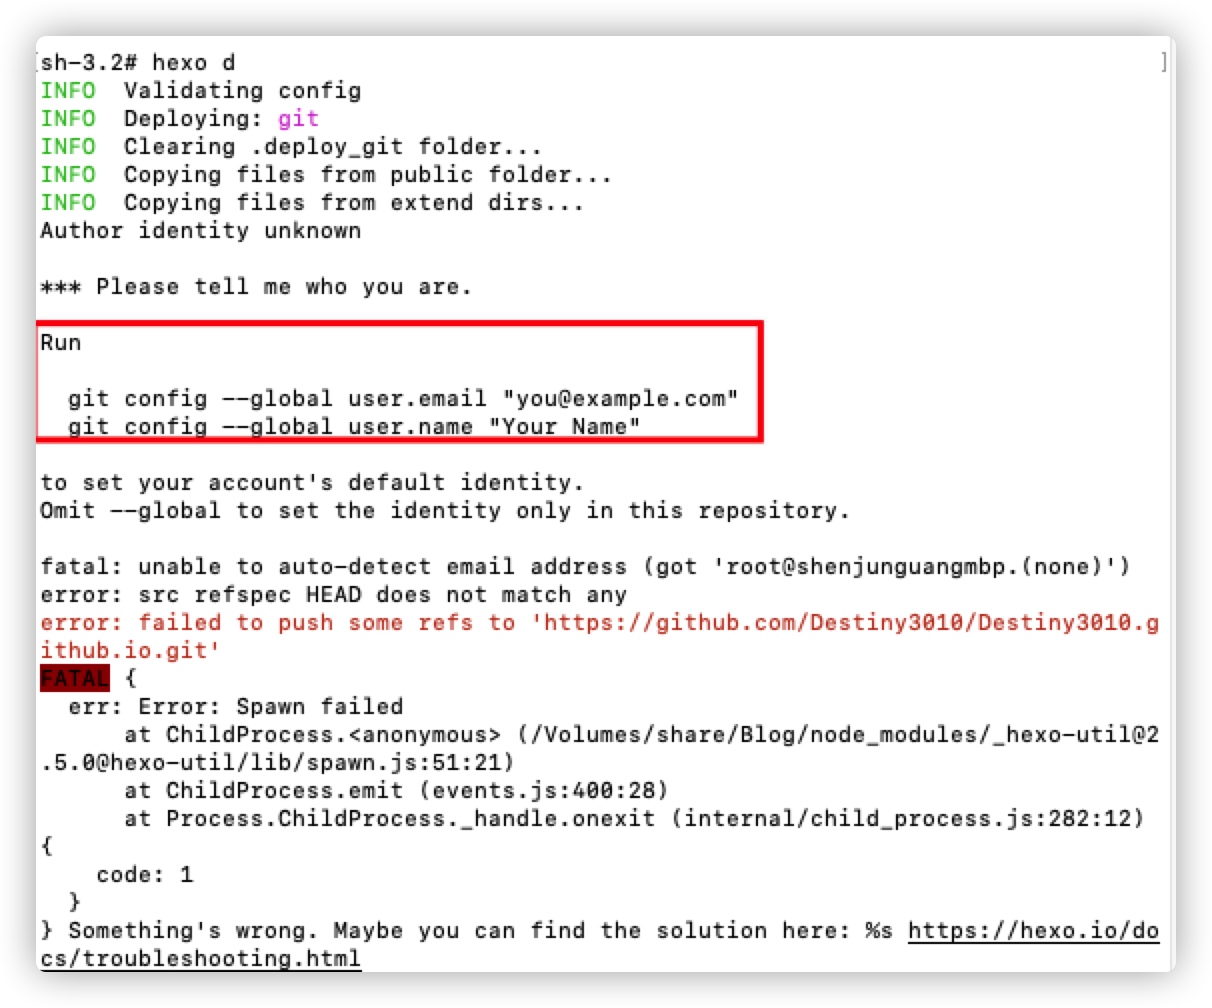 [sh-3.2# hexo d ]
INFO  Validating config
INFO  Deploying: git
INFO  Clearing .deploy_git folder...
INFO  Copying files from public folder...
INFO  Copying files from extend dirs...
Author identity unknown
*** Please tell me who you are.
Run
  git config --global user.email "you@example.com"
  git config --global user.name "Your Name"
to set your account's default identity.
Omit --global to set the identity only in this repository.
fatal: unable to auto-detect email address (got 'root@shenjunguangmbp.(none)')
error: src refspec HEAD does not match any
error: failed to push some refs to 'https://github.com/Destiny3010/Destiny3010.g
ithub.io.git'
FATAL {
  err: Error: Spawn failed
      at ChildProcess.<anonymous> (/Volumes/share/Blog/node_modules/_hexo-util@2
.5.0@hexo-util/lib/spawn.js:51:21)
      at ChildProcess.emit (events.js:400:28)
      at Process.ChildProcess._handle.onexit (internal/child_process.js:282:12)
{
    code: 1
  }
} Something's wrong. Maybe you can find the solution here: %s https://hexo.io/do
cs/troubleshooting.html